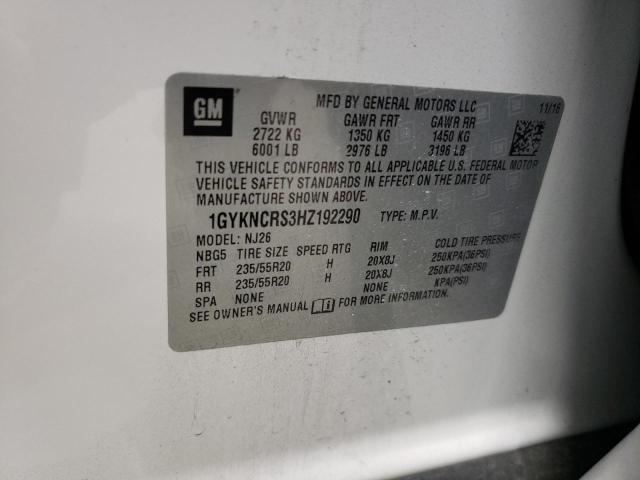 GM
MFD BY GENERAL MOTORS LLC 11/16
GVWR GAWR FRT GAWR RR
2722 KG 1350 KG 1450 KG
6001 LB 2976 LB 3196 LB
THIS VEHICLE CONFORMS TO ALL APPLICABLE U.S. FEDERAL MOTOR
VEHICLE SAFETY STANDARDS IN EFFECT ON THE DATE OF
MANUFACTURE SHOWN ABOVE.
1GYKNCRS3HZ192290 TYPE: M.P.V.
MODEL: NJ26
NBG5 TIRE SIZE SPEED RTG RIM COLD TIRE PRESSURE
FRT 235/55R20 H 20X8J 250KPA(36PSI)
RR 235/55R20 H 20X8J 250KPA(36PSI)
SPA NONE NONE KPA(PSI)
SEE OWNER'S MANUAL FOR MORE INFORMATION.